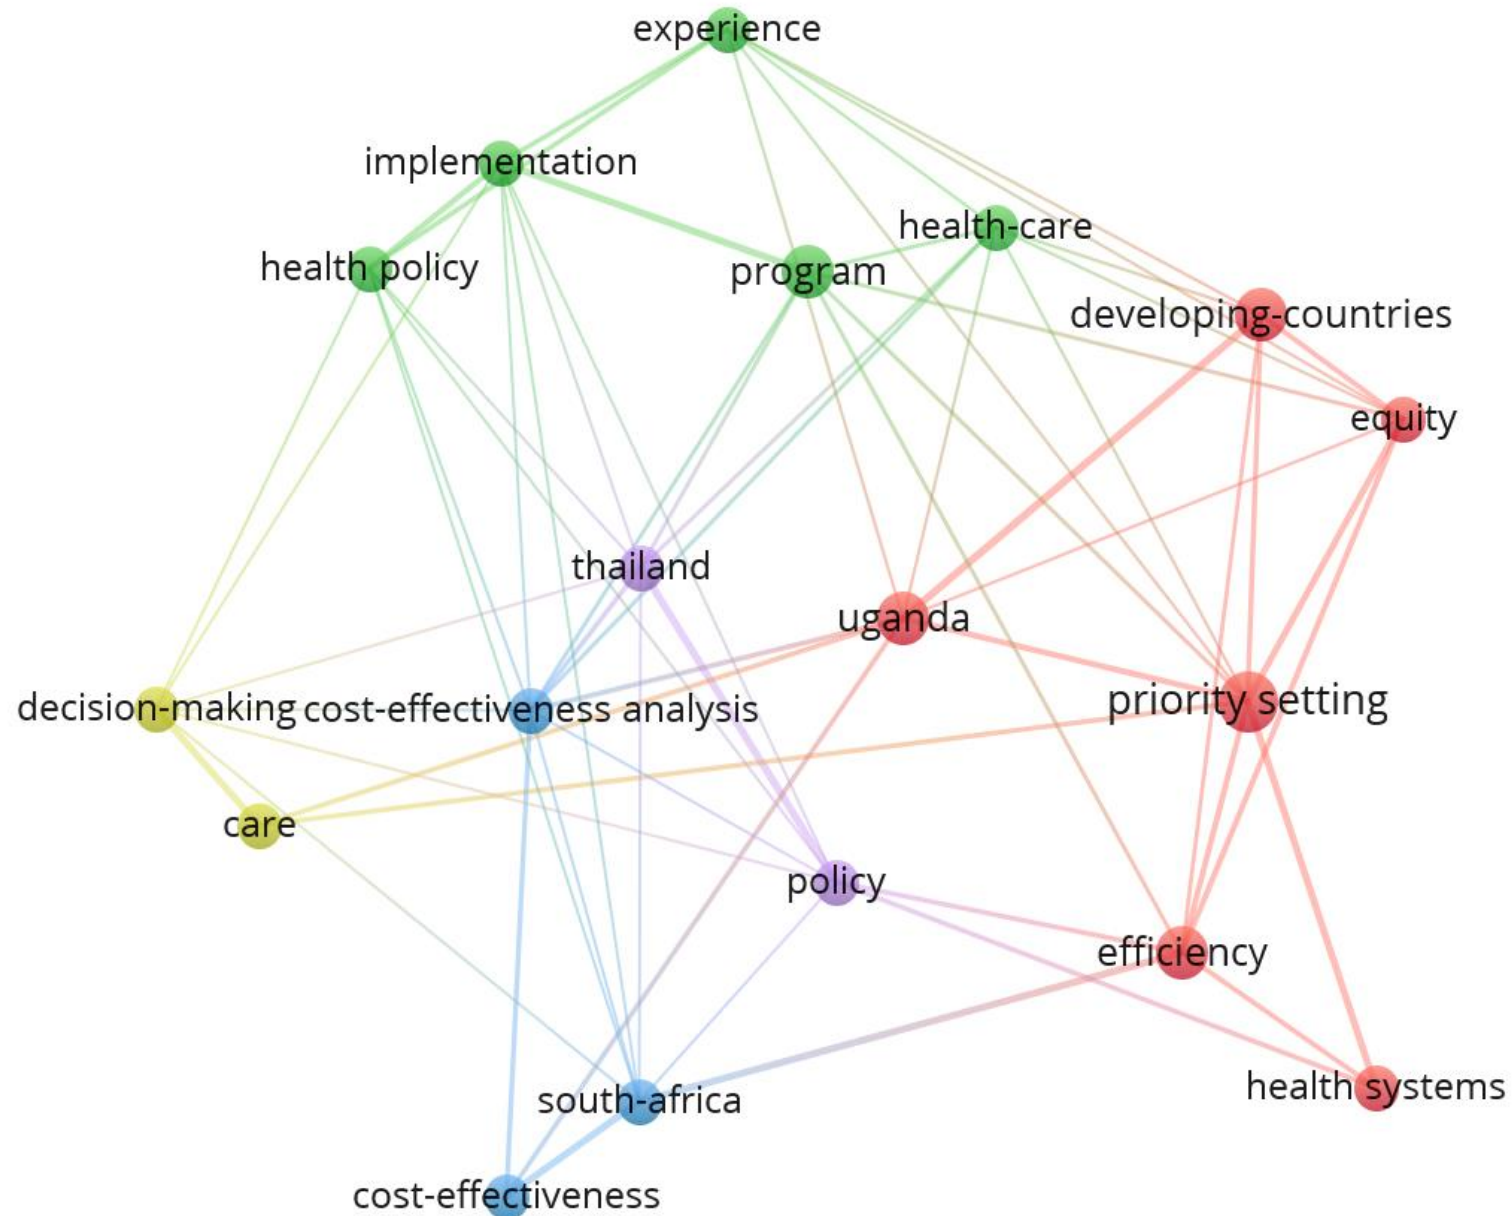 experience
implementation
health-care
health policy
program
developing-countries
equity
thailand
uganda
priority setting
decision-making
cost-effectiveness analysis
care
policy
efficiency
health systems
south-africa
cost-effectiveness